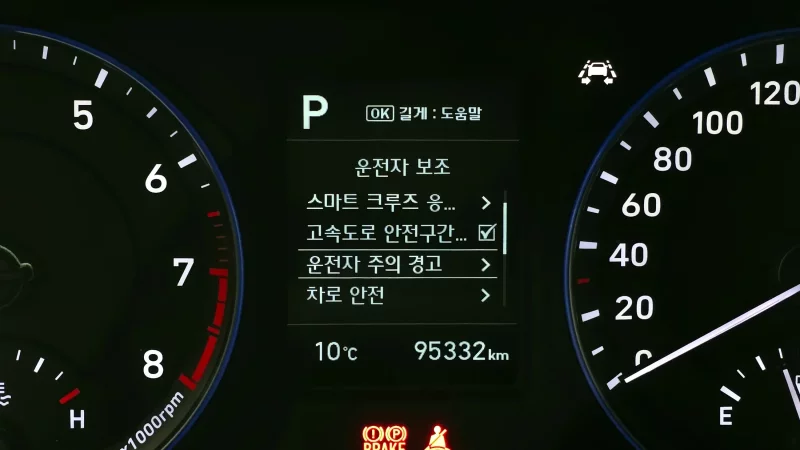 P
OK 길게 : 도움말
운전자 보조
스마트 크루즈 응...
고속도로 안전구간...
운전자 주의 경고
차로 안전
10℃ 95332km
5
6
7
8
x1000rpm
H
120
100
80
60
40
20
0
E
P
BRAKE